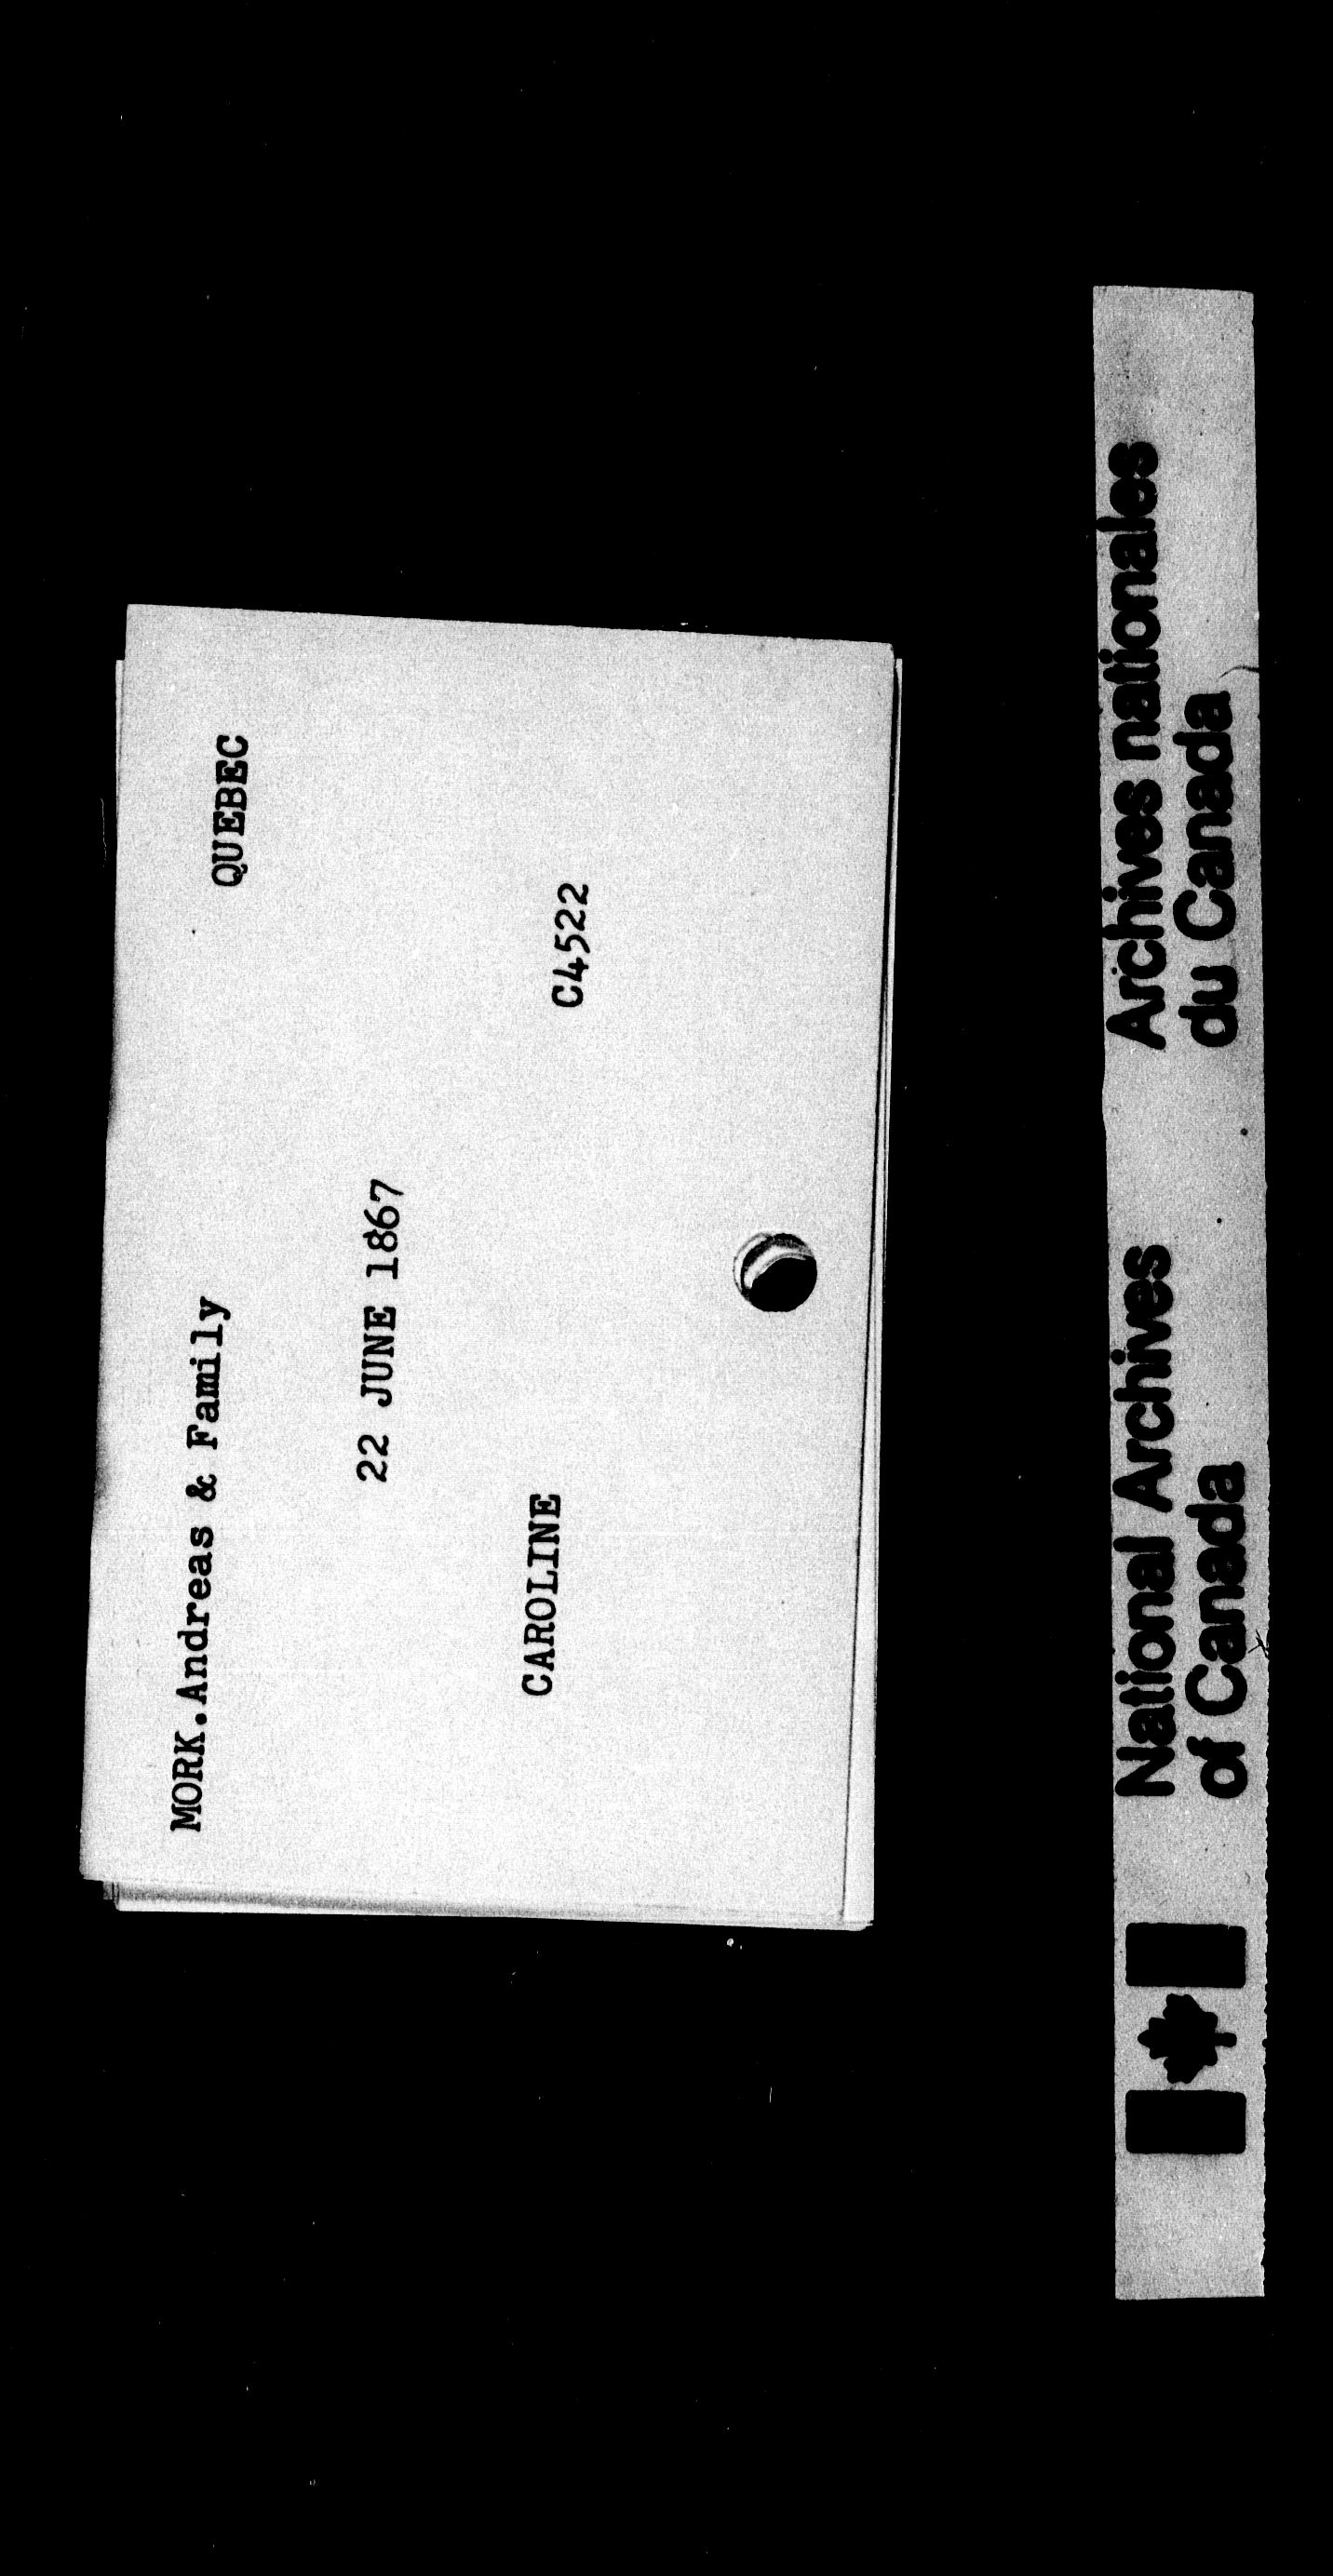 MORK.Andreas & Family QUEBEC
22 JUNE 1867
CAROLINE C4522
National Archives
of Canada
Archives nationales
du Canada